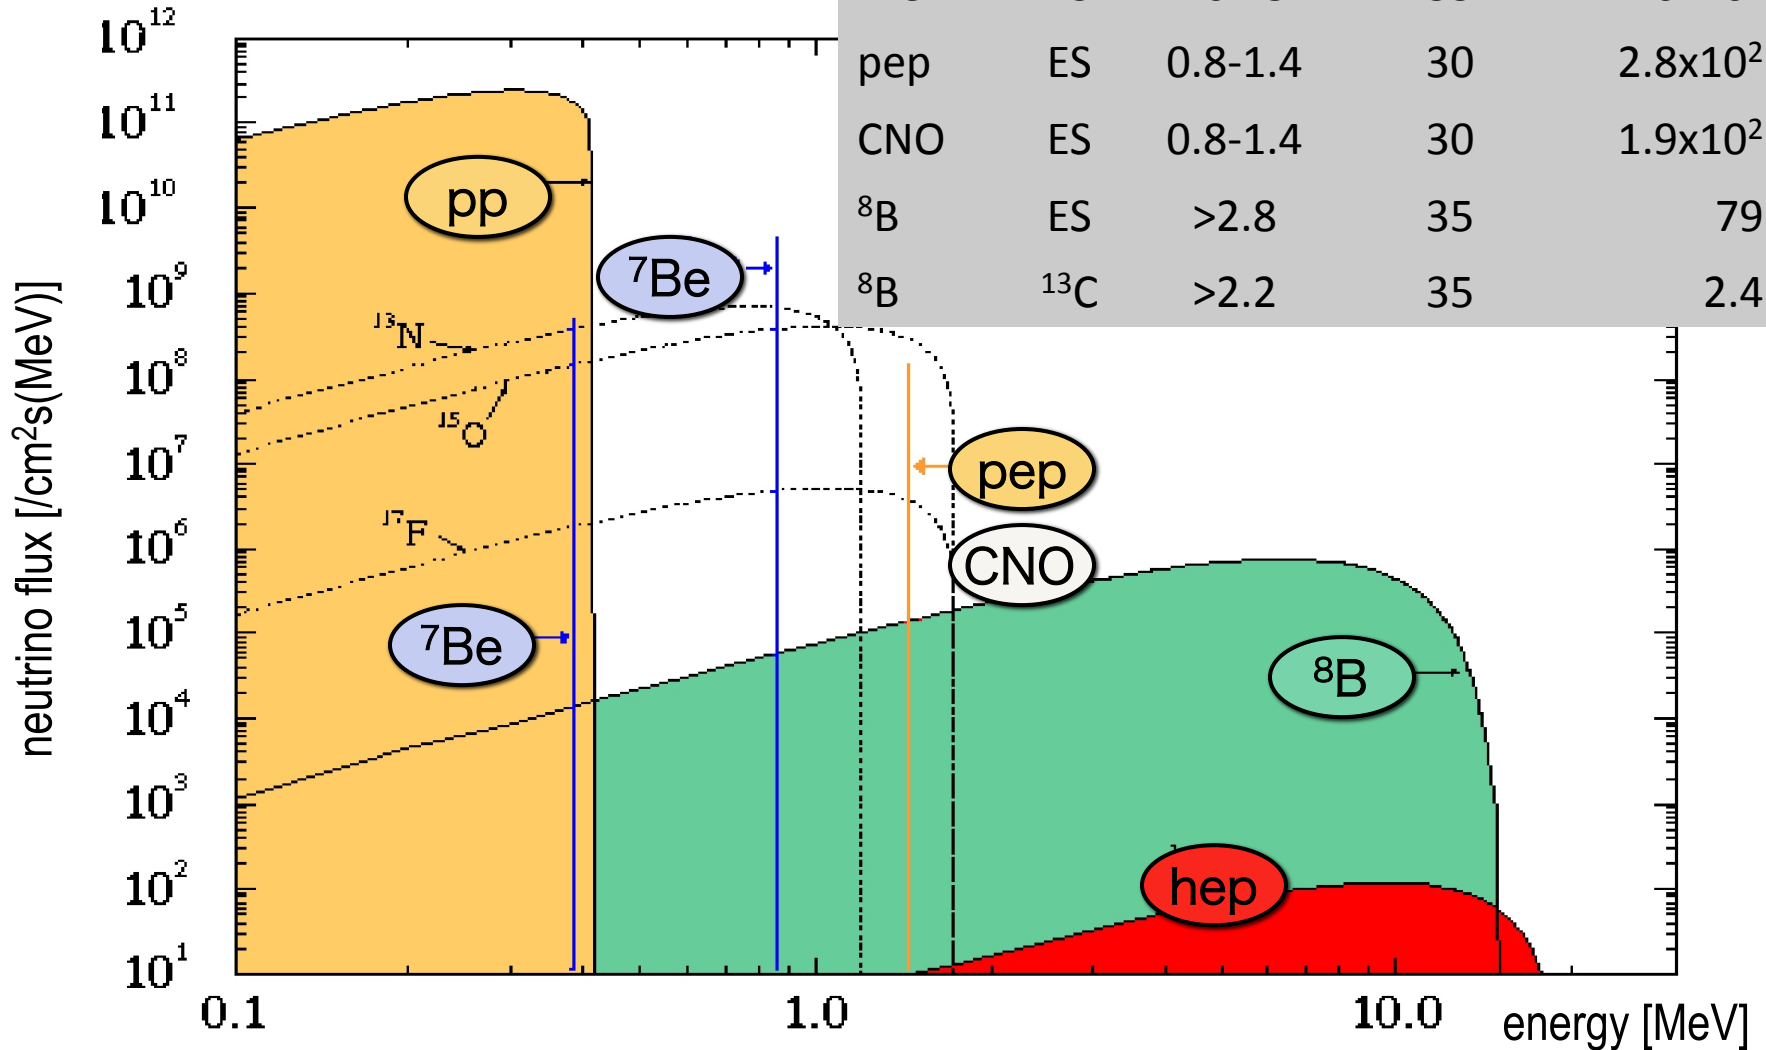 pep ES 0.8-1.4 30 2.8x10²
CNO ES 0.8-1.4 30 1.9x10²
⁸B ES >2.8 35 79
⁸B ¹³C >2.2 35 2.4
neutrino flux [/cm²s(MeV)]
10¹²
10¹¹
10¹⁰
10⁹
10⁸
10⁷
10⁶
10⁵
10⁴
10³
10²
10¹
pp
⁷Be
¹³N
¹⁵O
pep
¹⁷F
CNO
⁷Be
⁸B
hep
0.1 1.0 10.0
energy [MeV]